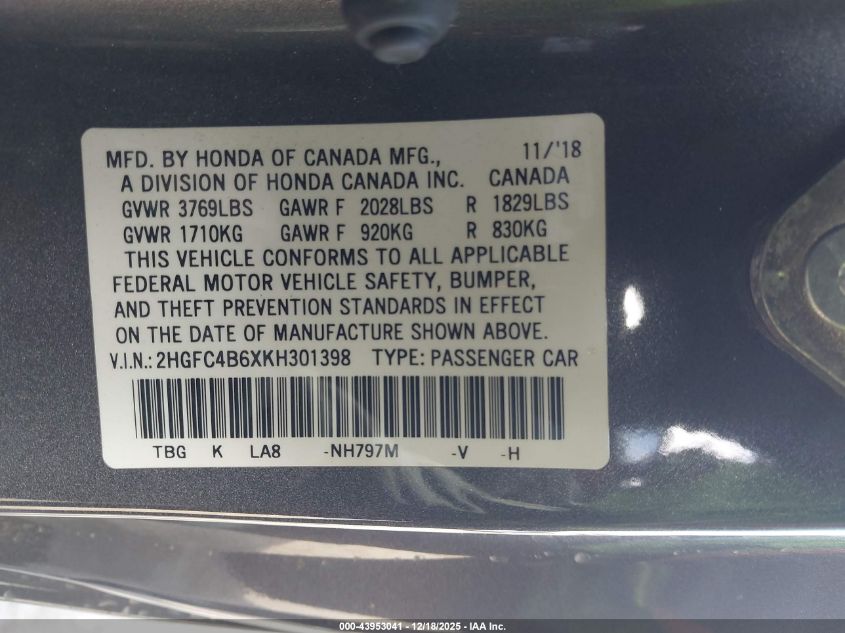 MFD. BY HONDA OF CANADA MFG., 11/'18
A DIVISION OF HONDA CANADA INC. CANADA
GVWR 3769LBS GAWR F 2028LBS R 1829LBS
GVWR 1710KG GAWR F 920KG R 830KG
THIS VEHICLE CONFORMS TO ALL APPLICABLE
FEDERAL MOTOR VEHICLE SAFETY, BUMPER,
AND THEFT PREVENTION STANDARDS IN EFFECT
ON THE DATE OF MANUFACTURE SHOWN ABOVE.
V.I.N.: 2HGFC4B6XKH301398 TYPE: PASSENGER CAR
TBG K LA8 -NH797M -V -H
000-43953041 - 12/18/2025 - IAA Inc.